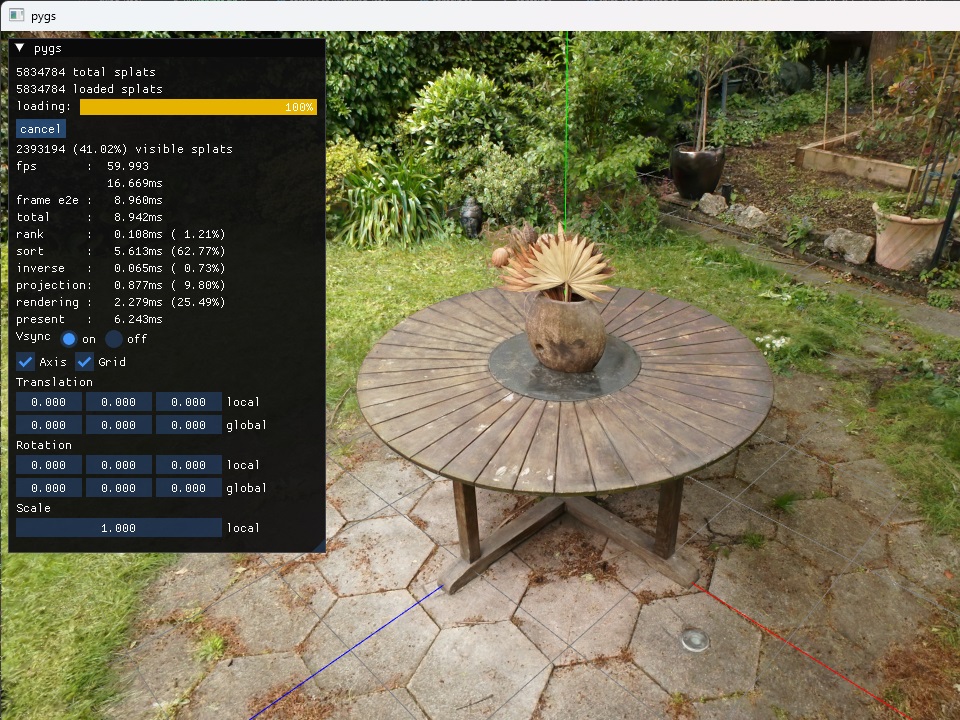 pygs
pygs
5834784 total splats
5834784 loaded splats
loading: 100%
cancel
2393194 (41.02%) visible splats
fps : 59.993
16.669ms
frame e2e : 8.960ms
total : 8.942ms
rank : 0.108ms ( 1.21%)
sort : 5.613ms (62.77%)
inverse : 0.065ms ( 0.73%)
projection: 0.877ms ( 9.80%)
rendering : 2.279ms (25.49%)
present : 6.243ms
Vsync on off
Axis Grid
Translation
0.000 0.000 0.000 local
0.000 0.000 0.000 global
Rotation
0.000 0.000 0.000 local
0.000 0.000 0.000 global
Scale
1.000 local